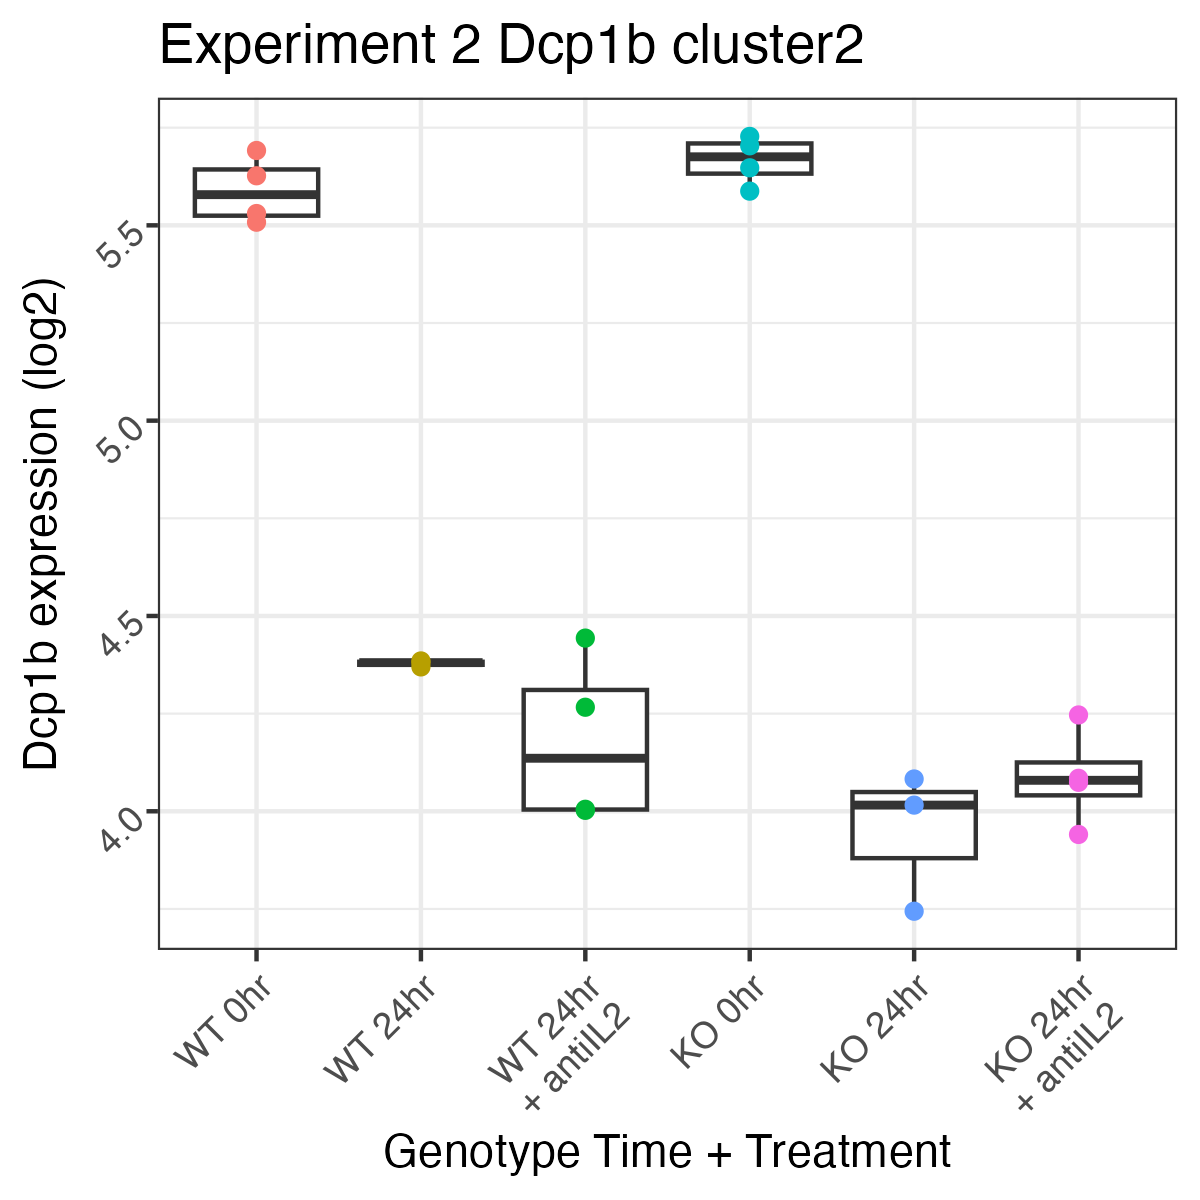 Experiment 2 Dcp1b cluster2
Dcp1b expression (log2)
5.5
5.0
4.5
4.0
WT 0hr
WT 24hr
WT 24hr
+ antiIL2
KO 0hr
KO 24hr
KO 24hr
+ antiIL2
Genotype Time + Treatment